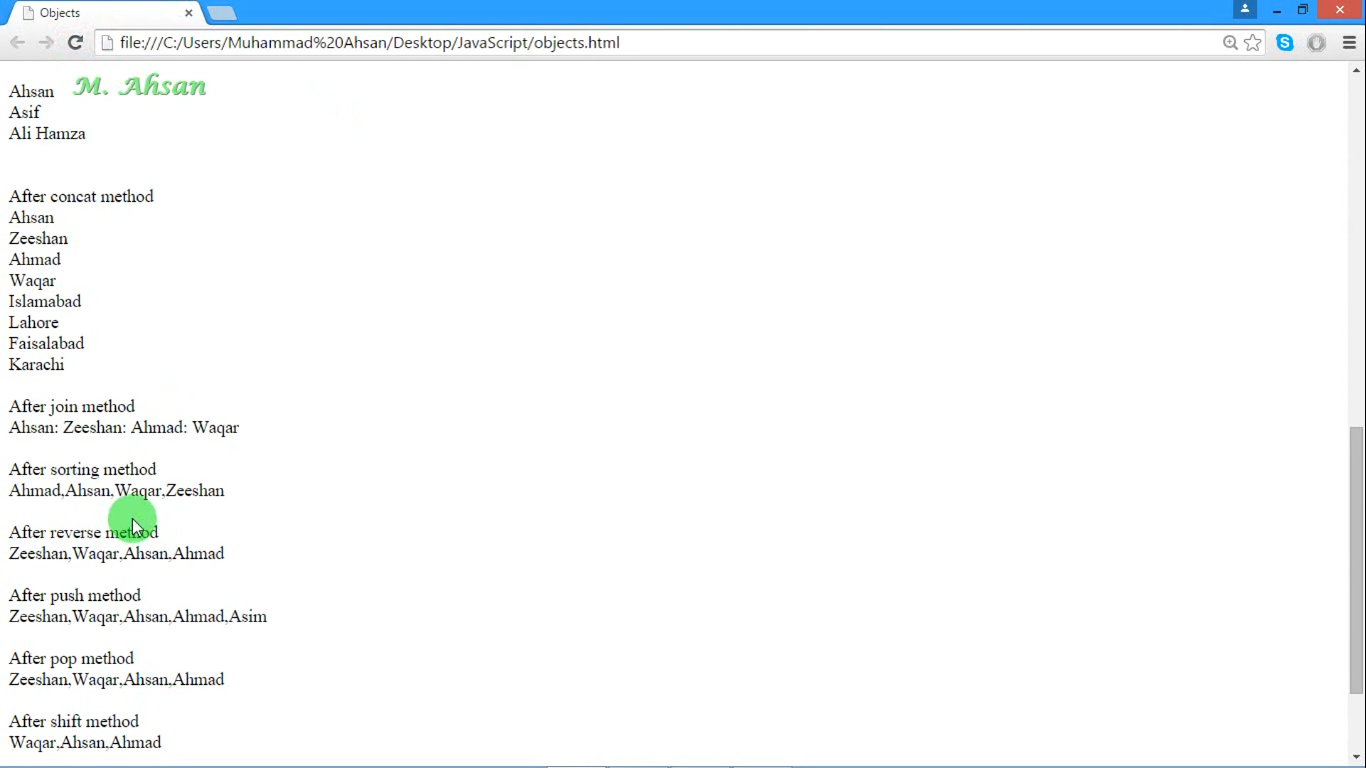 Objects
file:///C:/Users/Muhammad%20Ahsan/Desktop/JavaScript/objects.html
M. Ahsan
Ahsan
Asif
Ali Hamza
After concat method
Ahsan
Zeeshan
Ahmad
Waqar
Islamabad
Lahore
Faisalabad
Karachi
After join method
Ahsan: Zeeshan: Ahmad: Waqar
After sorting method
Ahmad,Ahsan,Waqar,Zeeshan
After reverse method
Zeeshan,Waqar,Ahsan,Ahmad
After push method
Zeeshan,Waqar,Ahsan,Ahmad,Asim
After pop method
Zeeshan,Waqar,Ahsan,Ahmad
After shift method
Waqar,Ahsan,Ahmad